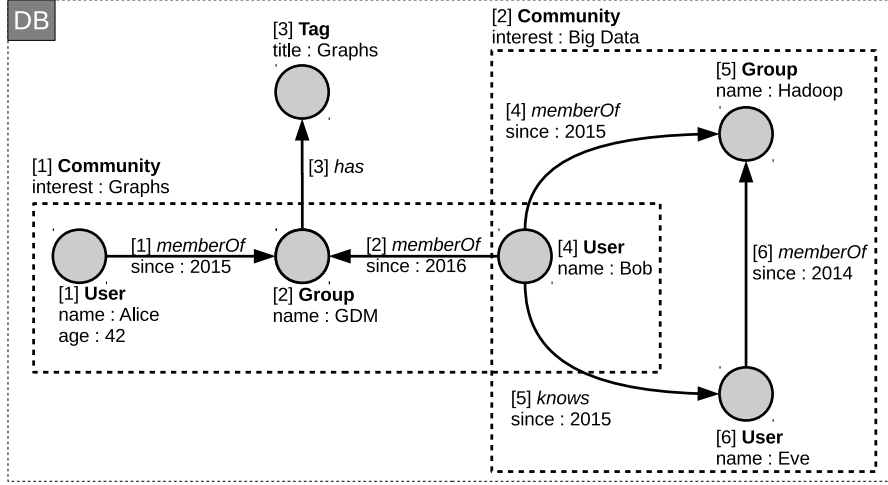 DB
[3] Tag
title : Graphs
[2] Community
interest : Big Data
[5] Group
name : Hadoop
[4] memberOf
since : 2015
[1] Community
interest : Graphs
[3] has
[1] memberOf
since : 2015
[2] memberOf
since : 2016
[4] User
name : Bob
[6] memberOf
since : 2014
[1] User
name : Alice
age : 42
[2] Group
name : GDM
[5] knows
since : 2015
[6] User
name : Eve